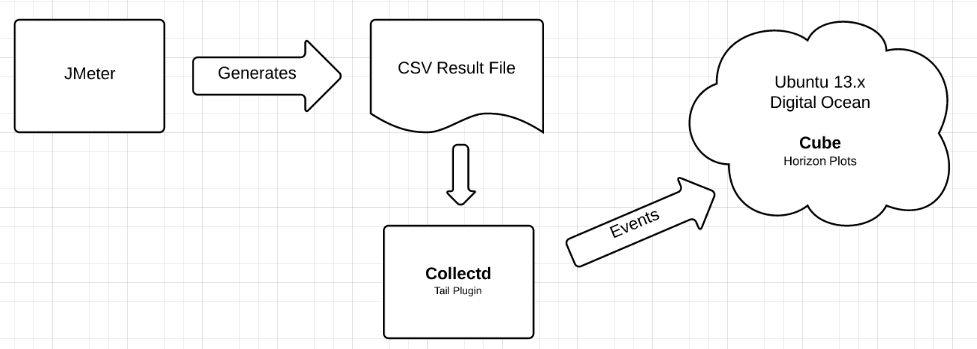 JMeter
Generates
CSV Result File
Collectd
Tail Plugin
Events
Ubuntu 13.x
Digital Ocean
Cube
Horizon Plots